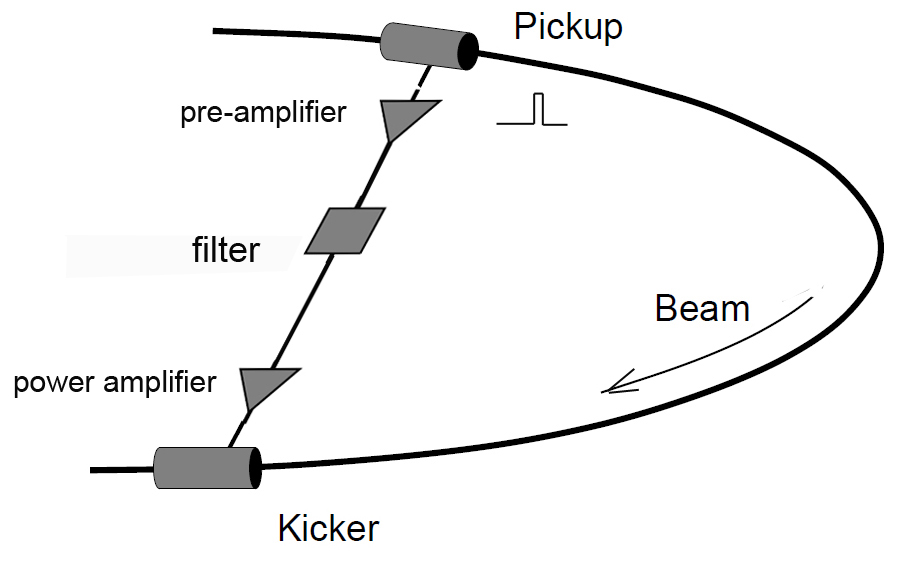 Pickup
pre-amplifier
filter
Beam
power amplifier
Kicker